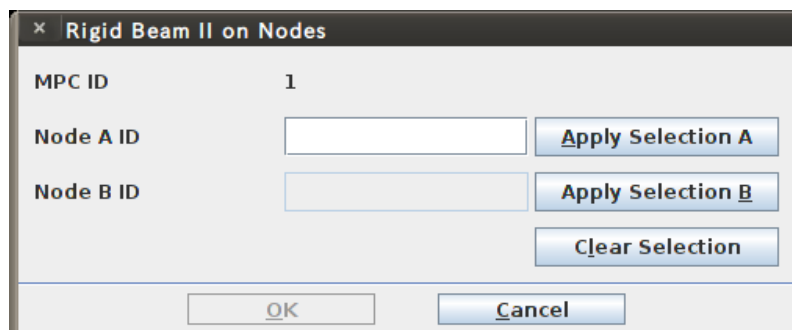 × Rigid Beam II on Nodes
MPC ID 1
Node A ID Apply Selection A
Node B ID Apply Selection B
Clear Selection
OK Cancel